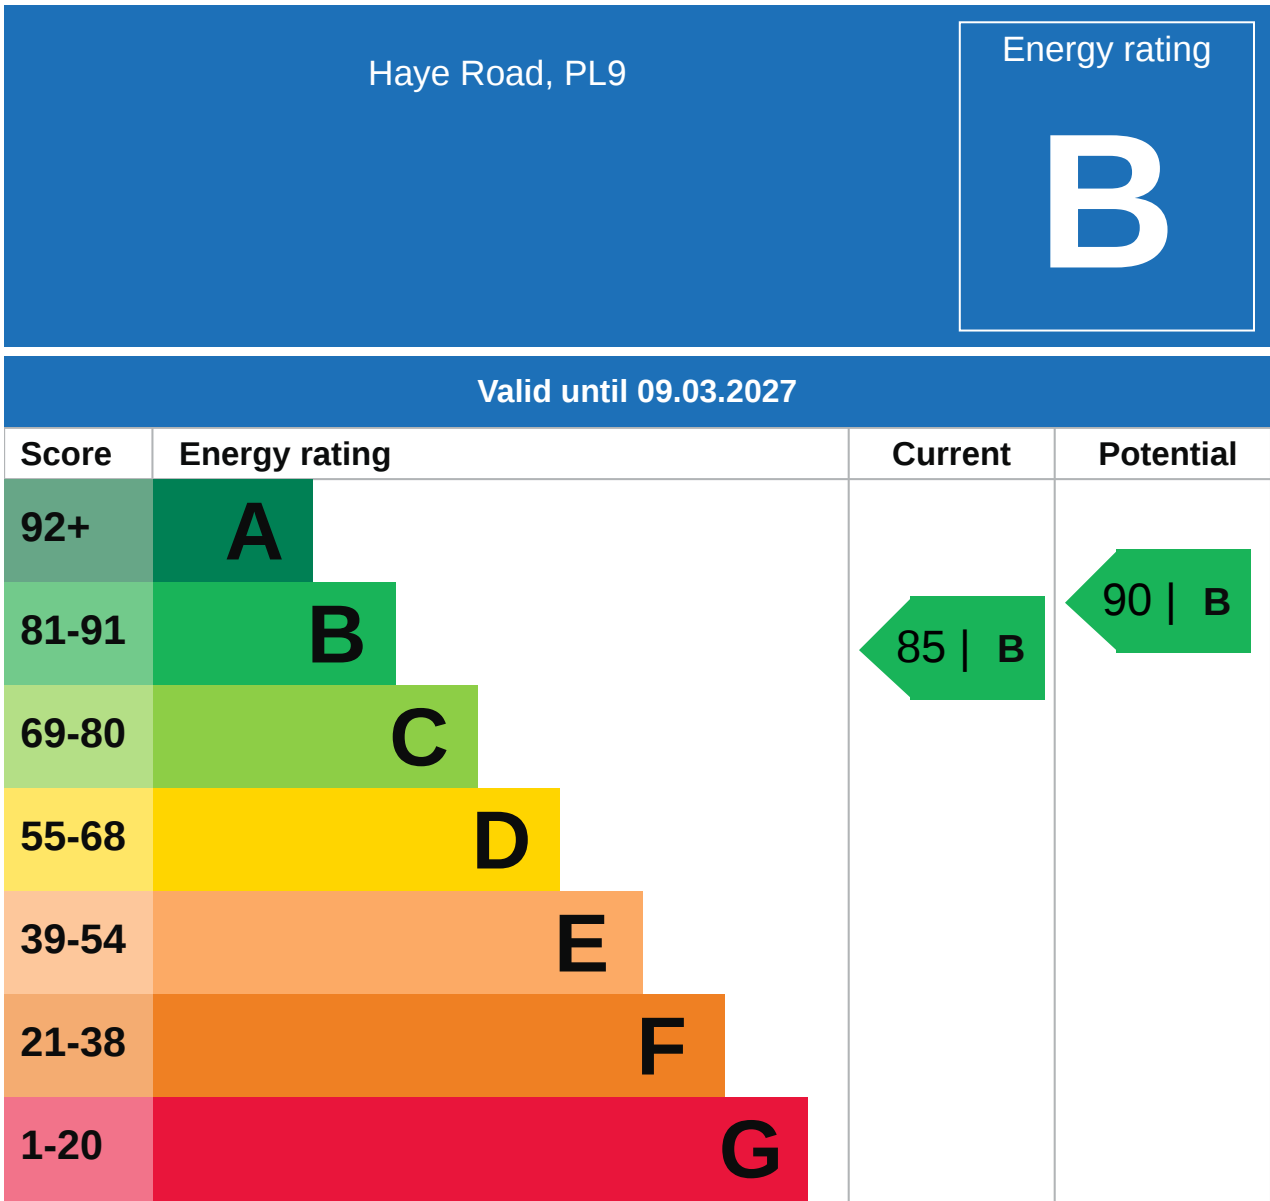 Haye Road, PL9
Energy rating
B
Valid until 09.03.2027
Score Energy rating Current Potential
92+ A
81-91 B 85 | B 90 | B
69-80 C
55-68 D
39-54 E
21-38 F
1-20 G